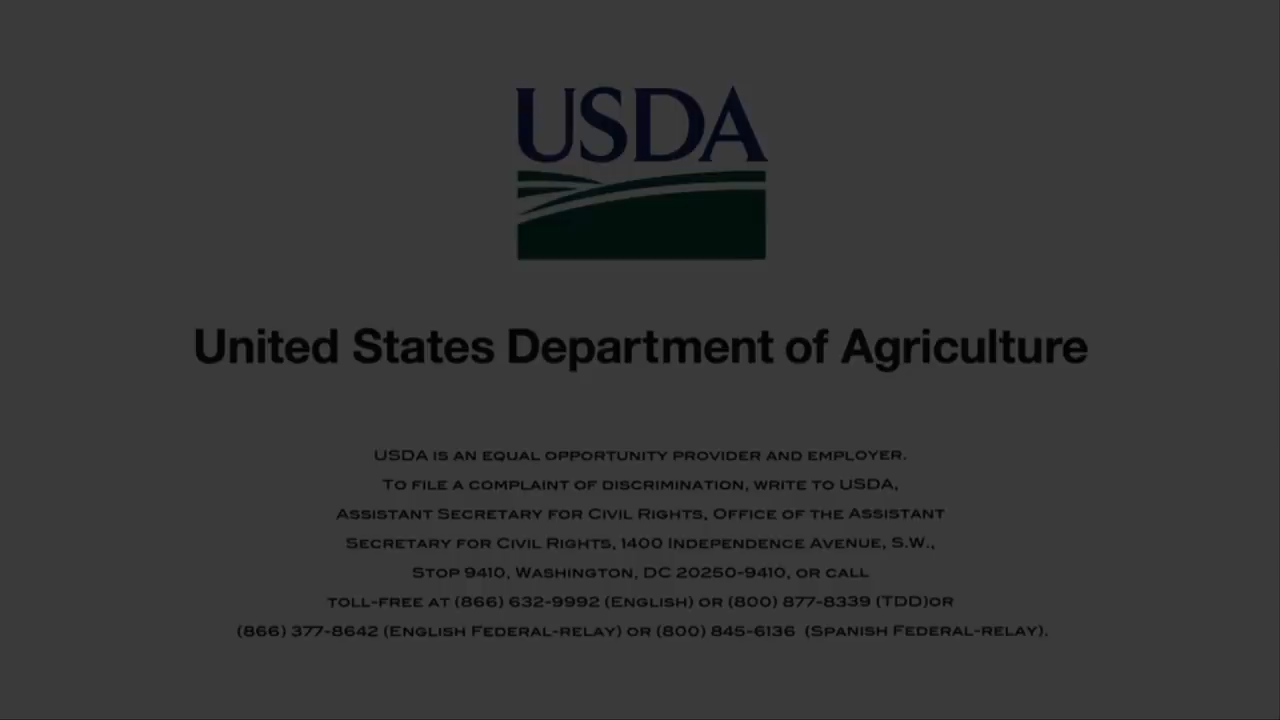 USDA
United States Department of Agriculture
USDA IS AN EQUAL OPPORTUNITY PROVIDER AND EMPLOYER.
TO FILE A COMPLAINT OF DISCRIMINATION, WRITE TO USDA,
ASSISTANT SECRETARY FOR CIVIL RIGHTS, OFFICE OF THE ASSISTANT
SECRETARY FOR CIVIL RIGHTS, 1400 INDEPENDENCE AVENUE, S.W.,
STOP 9410, WASHINGTON, DC 20250-9410, OR CALL
TOLL-FREE AT (866) 632-9992 (ENGLISH) OR (800) 877-8339 (TDD)OR
(866) 377-8642 (ENGLISH FEDERAL-RELAY) OR (800) 845-6136 (SPANISH FEDERAL-RELAY).